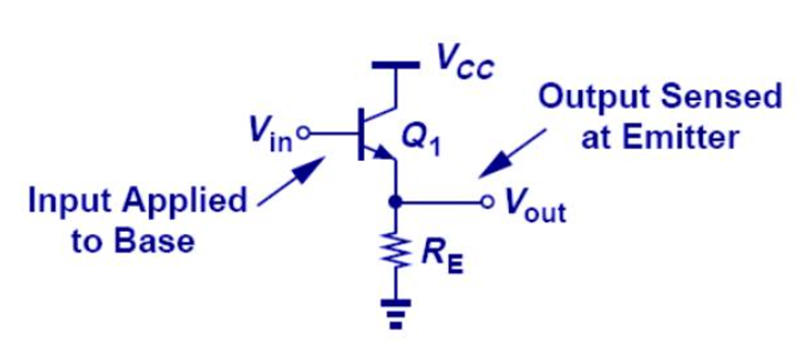 VCC
Output Sensed
at Emitter
Vin
Q1
Input Applied
to Base
Vout
RE